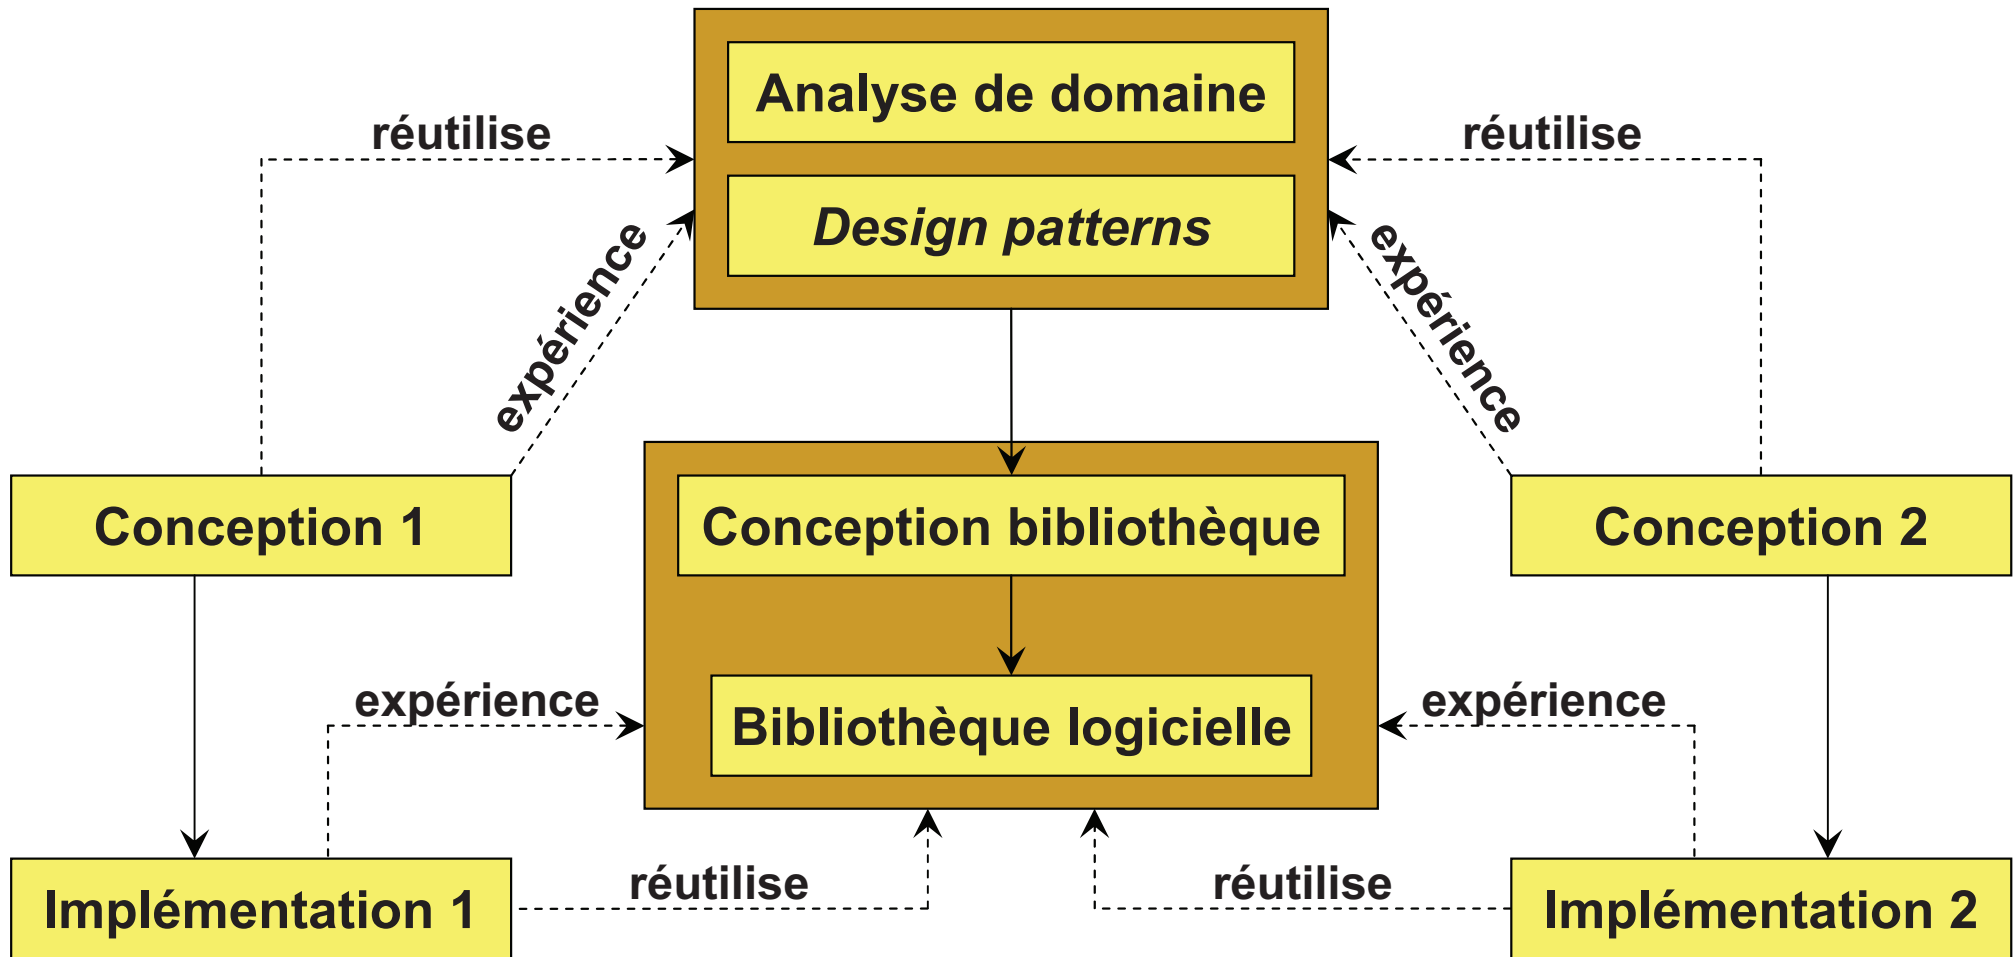 Analyse de domaine
réutilise
réutilise
Design patterns
expérience
expérience
Conception 1
Conception bibliothèque
Conception 2
expérience
expérience
Bibliothèque logicielle
réutilise
réutilise
Implémentation 1
Implémentation 2